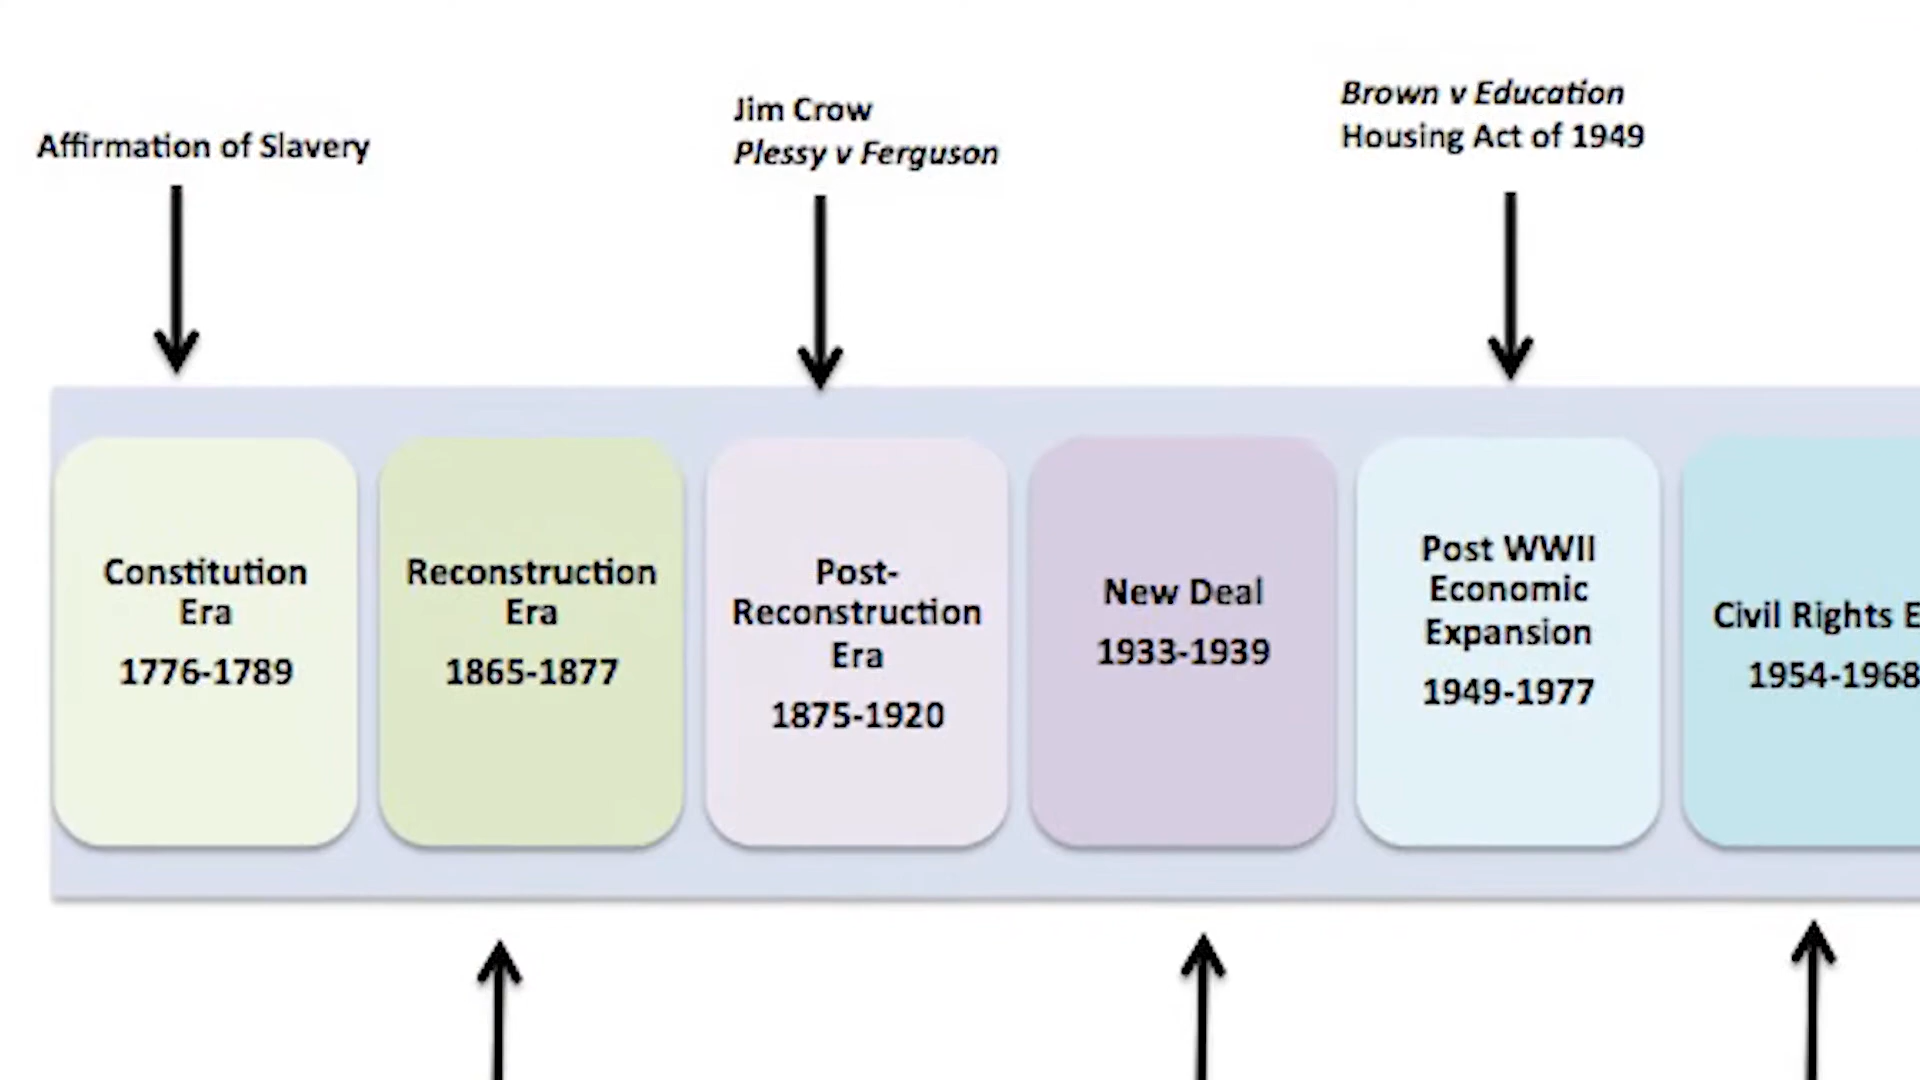 Affirmation of Slavery
Jim Crow
Plessy v Ferguson
Brown v Education
Housing Act of 1949
Constitution
Era
1776-1789
Reconstruction
Era
1865-1877
Post-
Reconstruction
Era
1875-1920
New Deal
1933-1939
Post WWII
Economic
Expansion
1949-1977
Civil Rights E
1954-1968